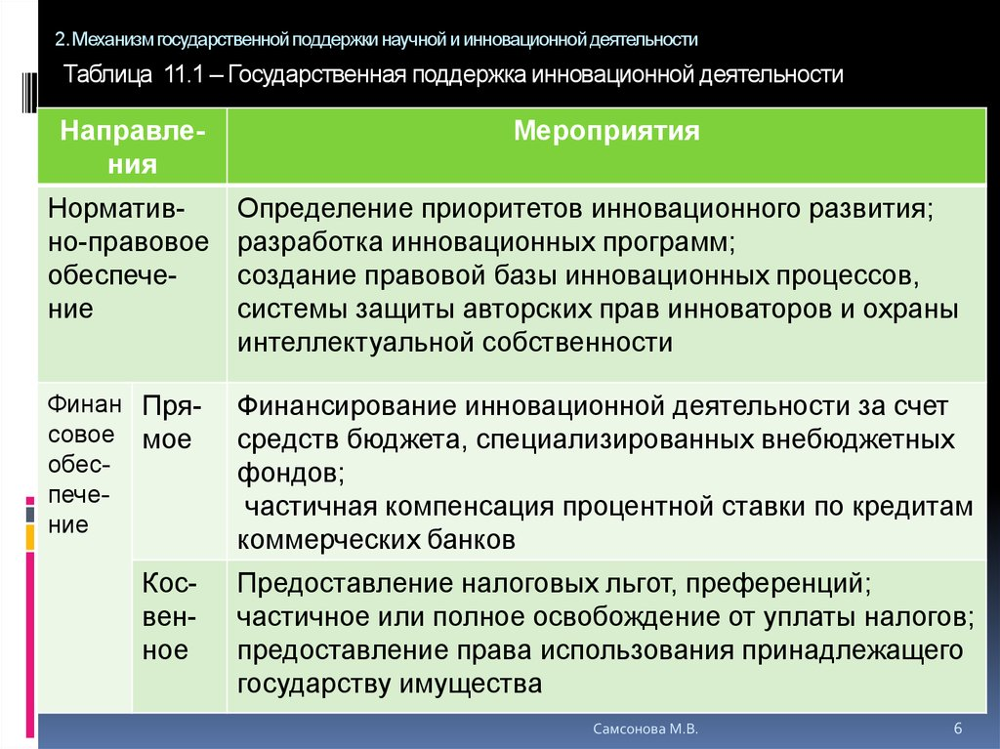 2. Механизм государственной поддержки научной и инновационной деятельности
Таблица 11.1 – Государственная поддержка инновационной деятельности
Направле-
ния
Мероприятия
Норматив-
но-правовое
обеспече-
ние
Определение приоритетов инновационного развития;
разработка инновационных программ;
создание правовой базы инновационных процессов,
системы защиты авторских прав инноваторов и охраны
интеллектуальной собственности
Финан
совое
обес-
пече-
ние
Пря-
мое
Финансирование инновационной деятельности за счет
средств бюджета, специализированных внебюджетных
фондов;
частичная компенсация процентной ставки по кредитам
коммерческих банков
Кос-
вен-
ное
Предоставление налоговых льгот, преференций;
частичное или полное освобождение от уплаты налогов;
предоставление права использования принадлежащего
государству имущества
Самсонова М.В.
6